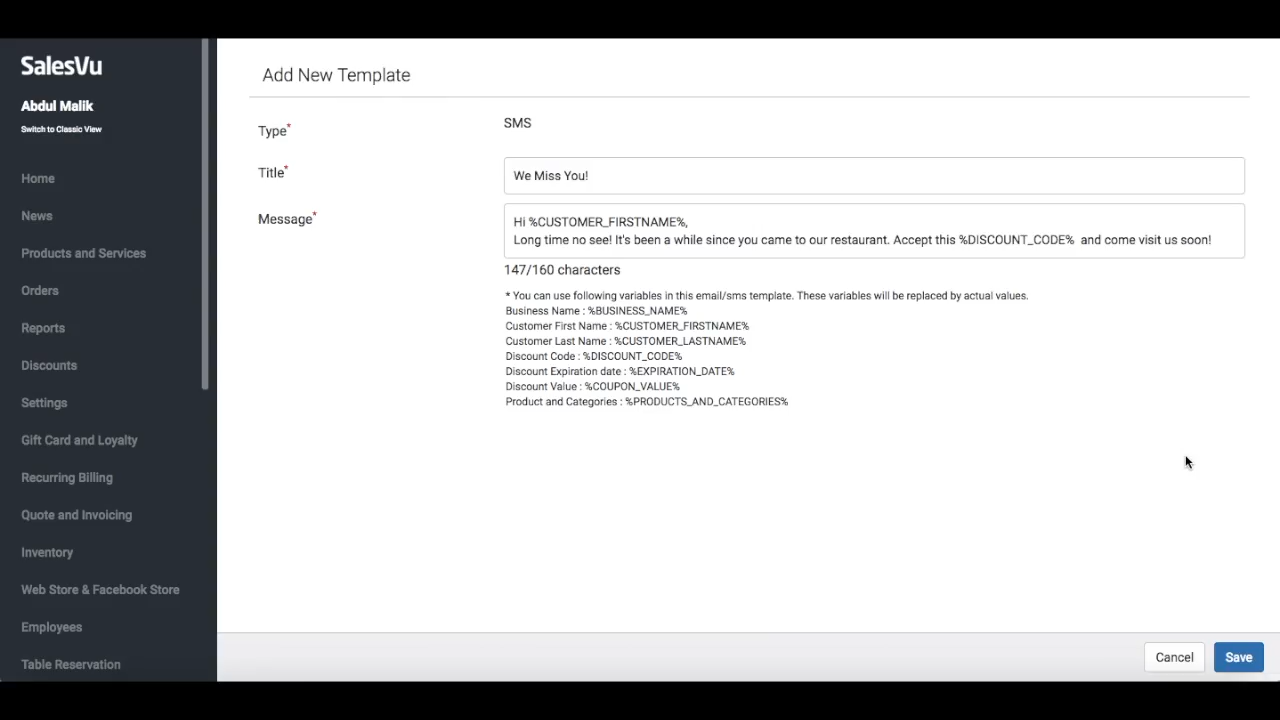 SalesVu
Abdul Malik
Switch to Classic View
Home
News
Products and Services
Orders
Reports
Discounts
Settings
Gift Card and Loyalty
Recurring Billing
Quote and Invoicing
Inventory
Web Store & Facebook Store
Employees
Table Reservation
Add New Template
Type*
SMS
Title*
We Miss You!
Message*
Hi %CUSTOMER_FIRSTNAME%,
Long time no see! It's been a while since you came to our restaurant. Accept this %DISCOUNT_CODE%  and come visit us soon!
147/160 characters
* You can use following variables in this email/sms template. These variables will be replaced by actual values.
Business Name : %BUSINESS_NAME%
Customer First Name : %CUSTOMER_FIRSTNAME%
Customer Last Name : %CUSTOMER_LASTNAME%
Discount Code : %DISCOUNT_CODE%
Discount Expiration date : %EXPIRATION_DATE%
Discount Value : %COUPON_VALUE%
Product and Categories : %PRODUCTS_AND_CATEGORIES%
Cancel
Save